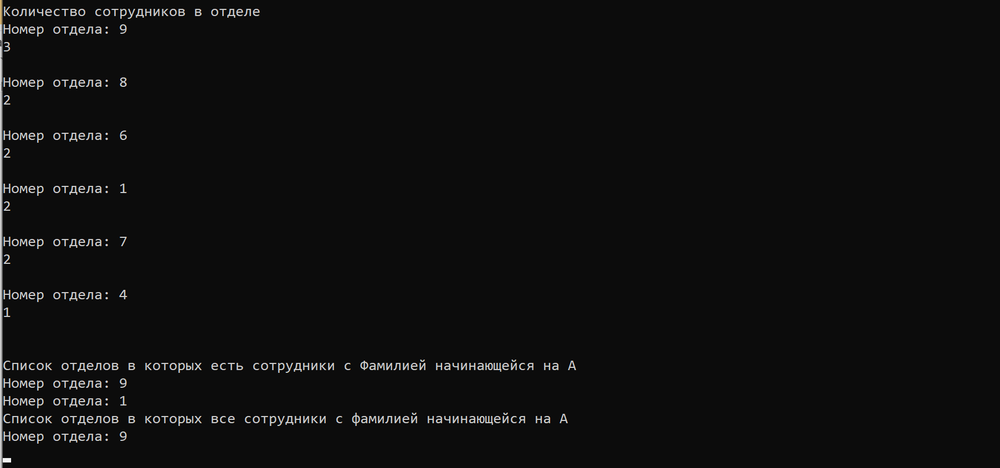 Количество сотрудников в отделе
Номер отдела: 9
3
Номер отдела: 8
2
Номер отдела: 6
2
Номер отдела: 1
2
Номер отдела: 7
2
Номер отдела: 4
1
Список отделов в которых есть сотрудники с Фамилией начинающейся на А
Номер отдела: 9
Номер отдела: 1
Список отделов в которых все сотрудники с фамилией начинающейся на А
Номер отдела: 9